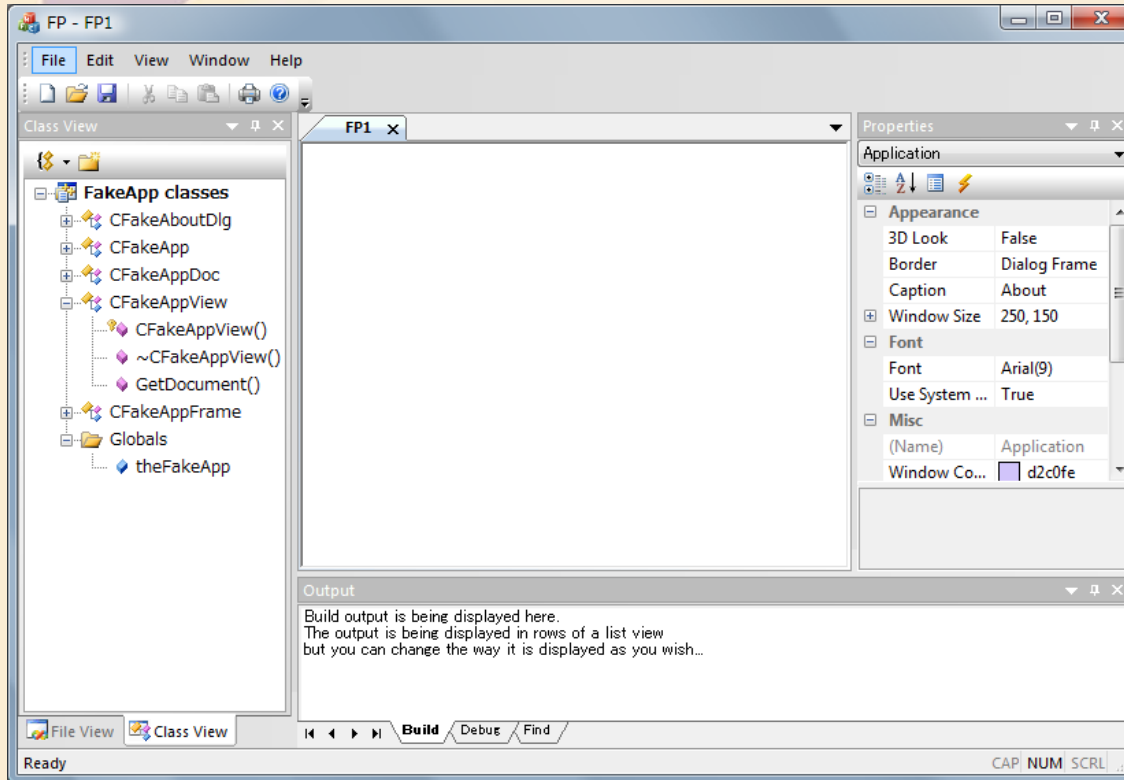 FP - FP1
File Edit View Window Help
Class View
FakeApp classes
CFakeAboutDlg
CFakeApp
CFakeAppDoc
CFakeAppView
CFakeAppView()
~CFakeAppView()
GetDocument()
CFakeAppFrame
Globals
theFakeApp
File View Class View
FP1
Properties
Application
Appearance
3D Look False
Border Dialog Frame
Caption About
Window Size 250, 150
Font
Font Arial(9)
Use System ... True
Misc
(Name) Application
Window Co... d2c0fe
Output
Build output is being displayed here.
The output is being displayed in rows of a list view
but you can change the way it is displayed as you wish...
Build Debug Find
Ready CAP NUM SCRL